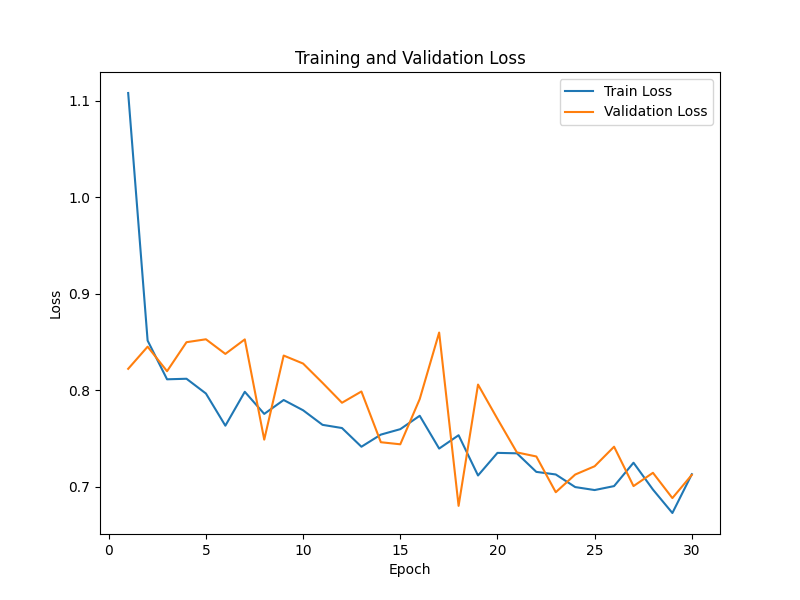 Training and Validation Loss
Train Loss
Validation Loss
1.1
1.0
0.9
0.8
0.7
Loss
0 5 10 15 20 25 30
Epoch